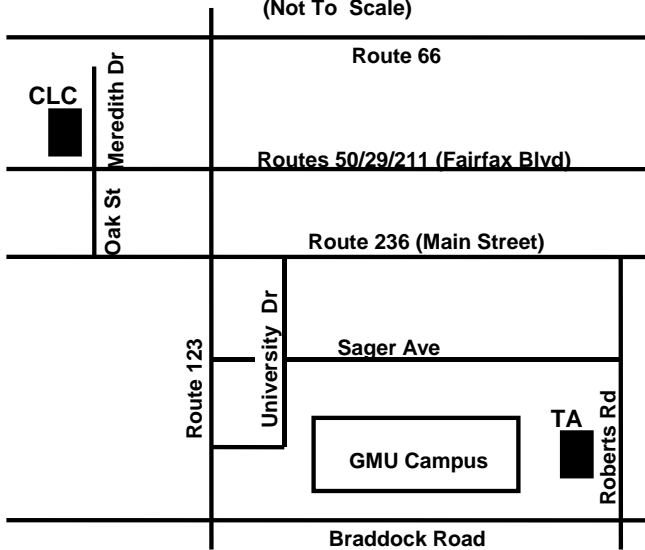 (Not To Scale)
Route 66
CLC
Meredith Dr
Routes 50/29/211 (Fairfax Blvd)
Oak St
Route 236 (Main Street)
University Dr
Route 123
Sager Ave
TA
Roberts Rd
GMU Campus
Braddock Road